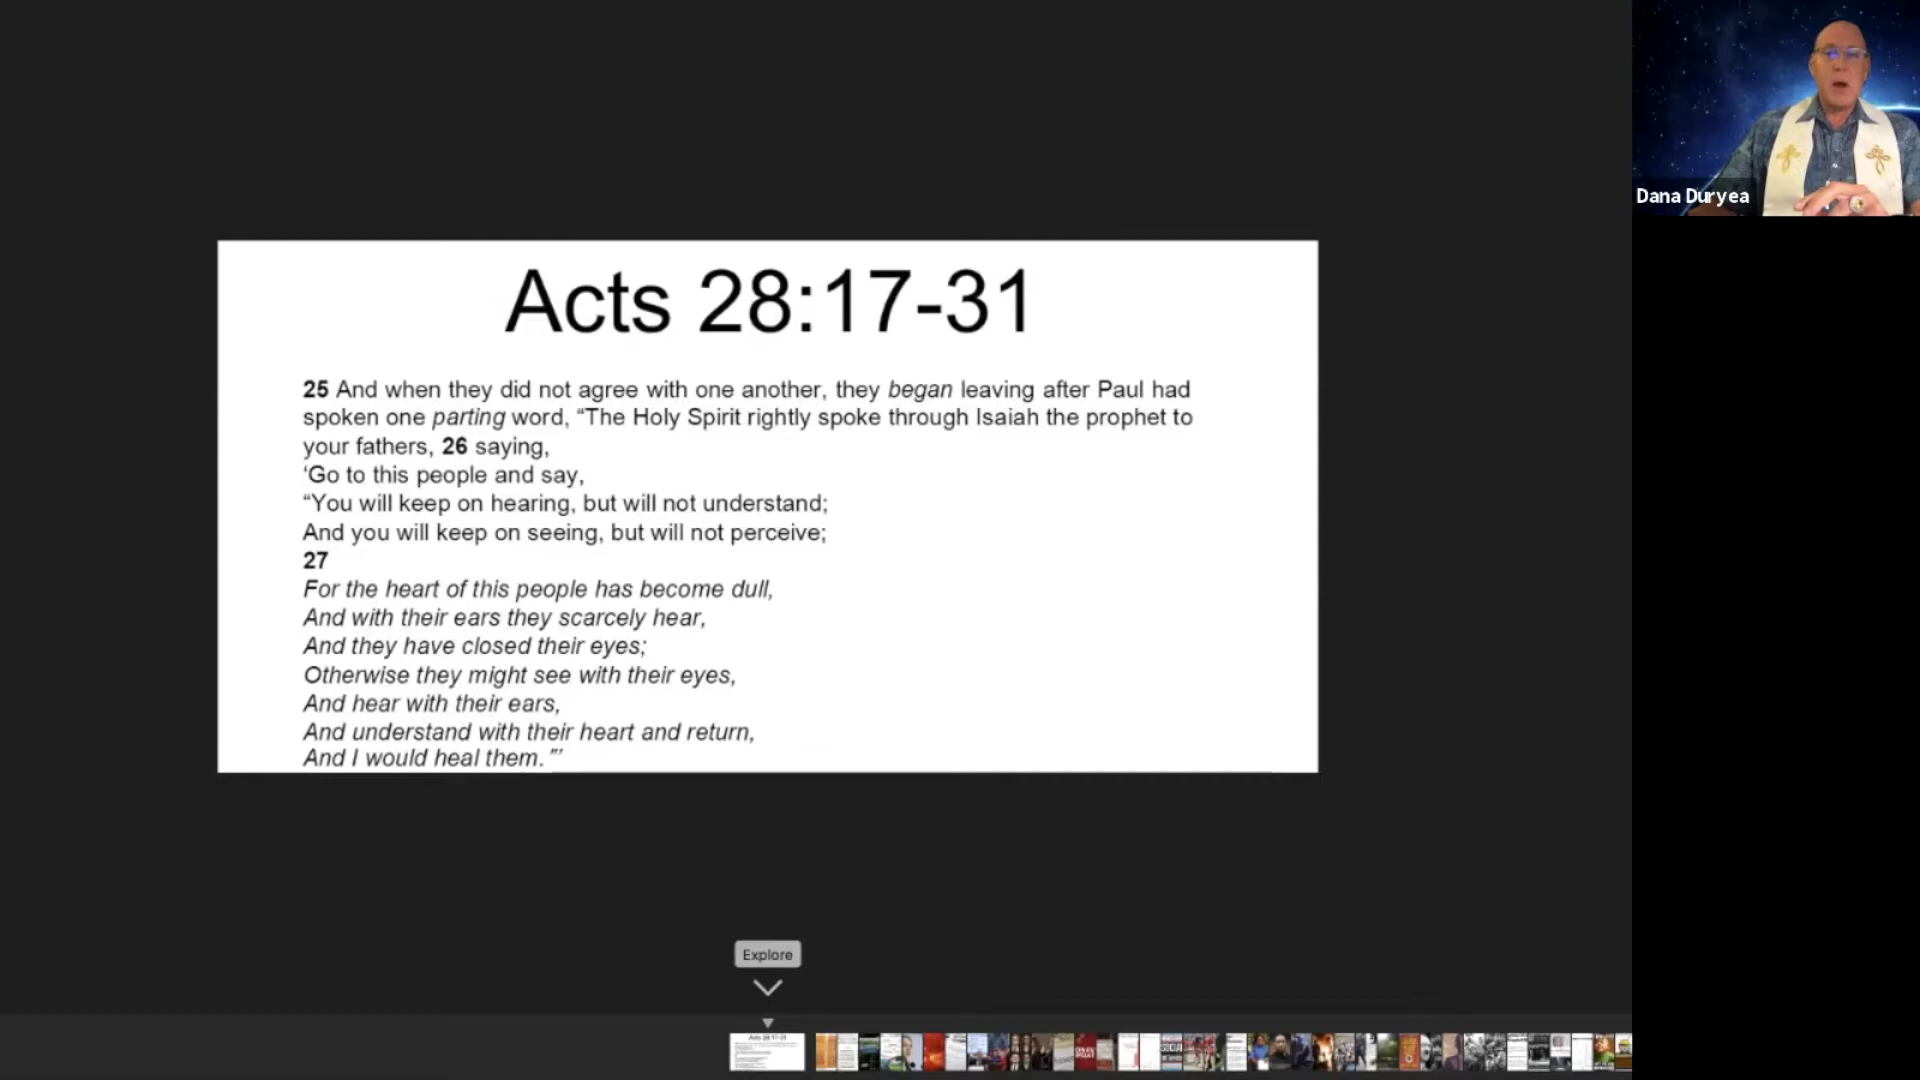 Dana Duryea
Acts 28:17-31
25 And when they did not agree with one another, they began leaving after Paul had
spoken one parting word, “The Holy Spirit rightly spoke through Isaiah the prophet to
your fathers, 26 saying,
‘Go to this people and say,
“You will keep on hearing, but will not understand;
And you will keep on seeing, but will not perceive;
27
For the heart of this people has become dull,
And with their ears they scarcely hear,
And they have closed their eyes;
Otherwise they might see with their eyes,
And hear with their ears,
And understand with their heart and return,
And I would heal them.”’
Explore
Acts 28:17-31